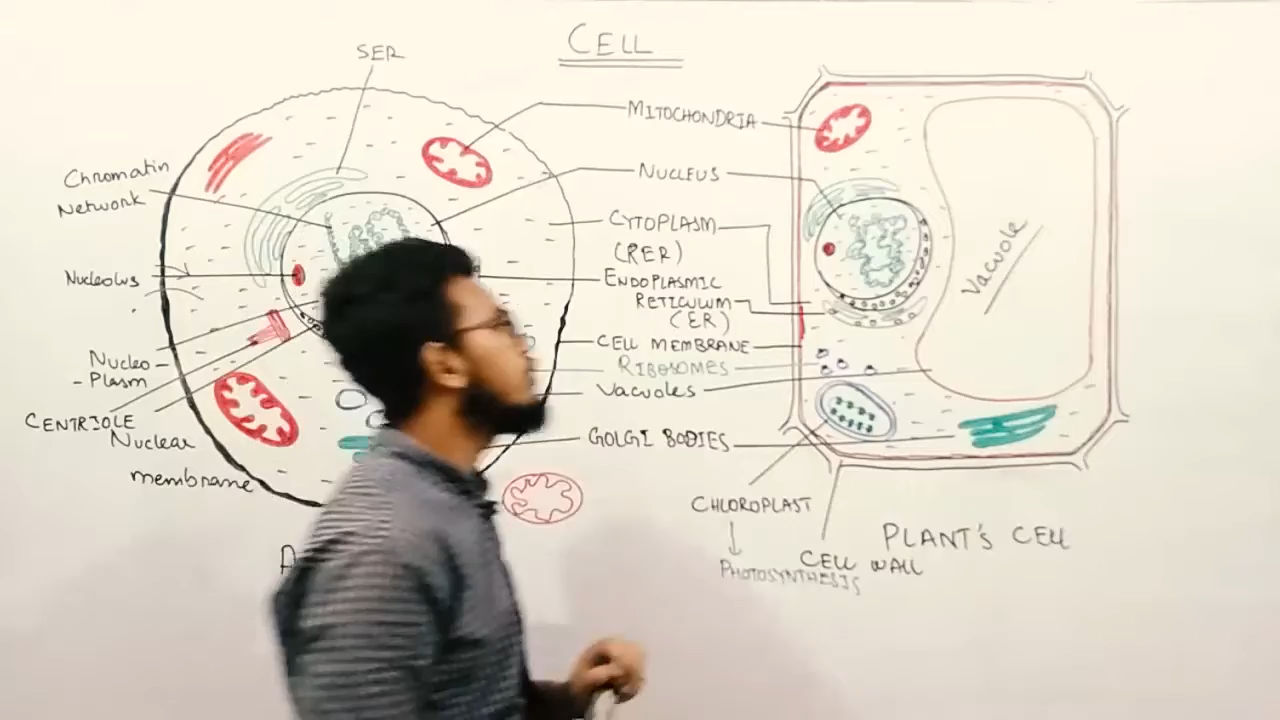 CELL
SER
MITOCHONDRIA
Chromatin
Network
NUCLEUS
CYTOPLASM
(RER)
Nucleolus
ENDOPLASMIC
RETICULUM
(ER)
CELL MEMBRANE
Nucleo-
-Plasm
RIBOSOMES
Vacuoles
CENTRIOLE
Nuclear
membrane
GOLGI BODIES
Vacuole
CHLOROPLAST
PHOTOSYNTHESIS
CELL WALL
PLANT'S CELL